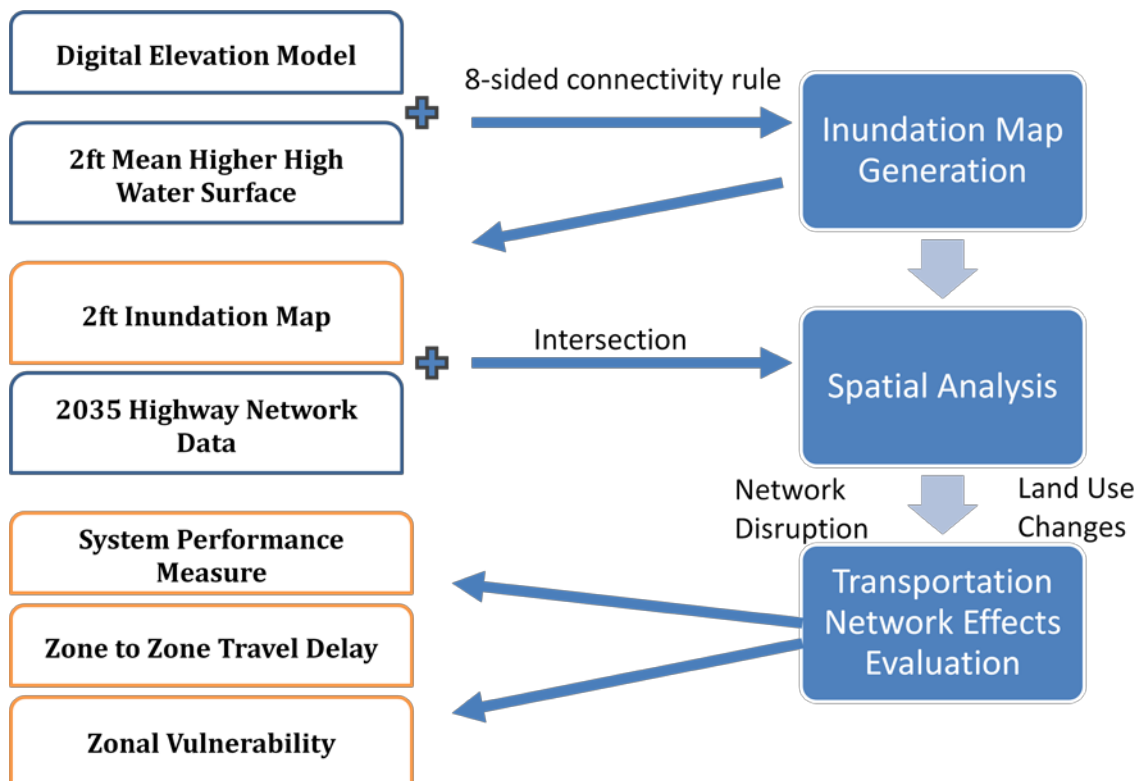 Digital Elevation Model
8-sided connectivity rule
2ft Mean Higher High
Water Surface
Inundation Map
Generation
2ft Inundation Map
Intersection
2035 Highway Network
Data
Spatial Analysis
Network
Disruption
Land Use
Changes
System Performance
Measure
Zone to Zone Travel Delay
Zonal Vulnerability
Transportation
Network Effects
Evaluation